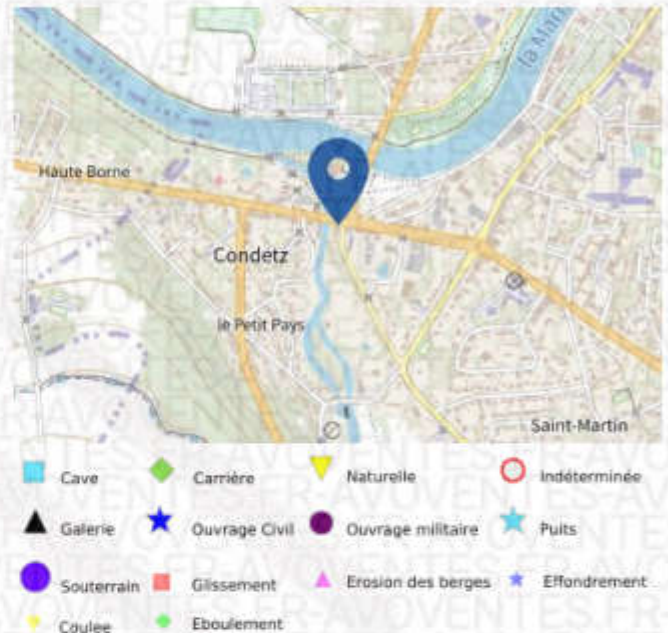 la Mar
Haute Borne
Condetz
le Petit Pays
Saint-Martin
Cave Carrière Naturelle Indéterminée
Galerie Ouvrage Civil Ouvrage militaire Puits
Souterrain Glissement Erosion des berges Effondrement
Coulee Eboulement